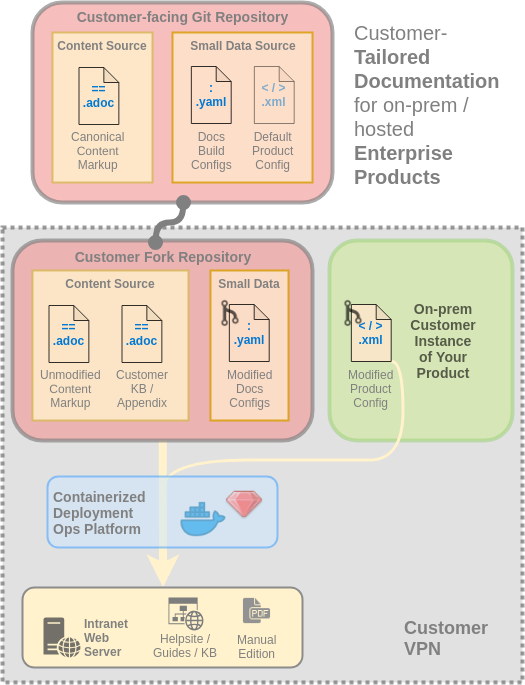 Customer-facing Git Repository
Content Source
==
.adoc
Canonical
Content
Markup
Small Data Source
:
.yaml
Docs
Build
Configs
< / >
.xml
Default
Product
Config
Customer-
Tailored
Documentation
for on-prem /
hosted
Enterprise
Products
Customer Fork Repository
Content Source
==
.adoc
Unmodified
Content
Markup
==
.adoc
Customer
KB /
Appendix
Small Data
:
.yaml
Modified
Docs
Configs
< / >
.xml
Modified
Product
Config
On-prem
Customer
Instance
of Your
Product
Containerized
Deployment
Ops Platform
Intranet
Web
Server
Helpsite /
Guides / KB
PDF
Manual
Edition
Customer
VPN